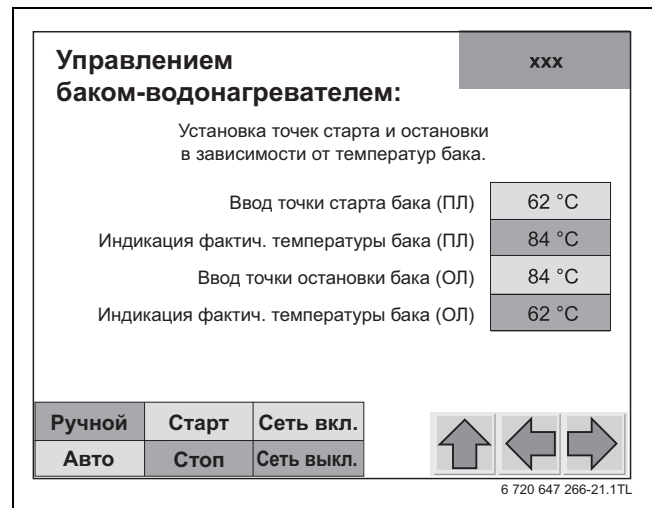 Управлением
баком-водонагревателем:
xxx
Установка точек старта и остановки
в зависимости от температур бака.
Ввод точки старта бака (ПЛ) 62 °C
Индикация фактич. температуры бака (ПЛ) 84 °C
Ввод точки остановки бака (ОЛ) 84 °C
Индикация фактич. температуры бака (ОЛ) 62 °C
Ручной Старт Сеть вкл.
Авто Стоп Сеть выкл.
6 720 647 266-21.1TL